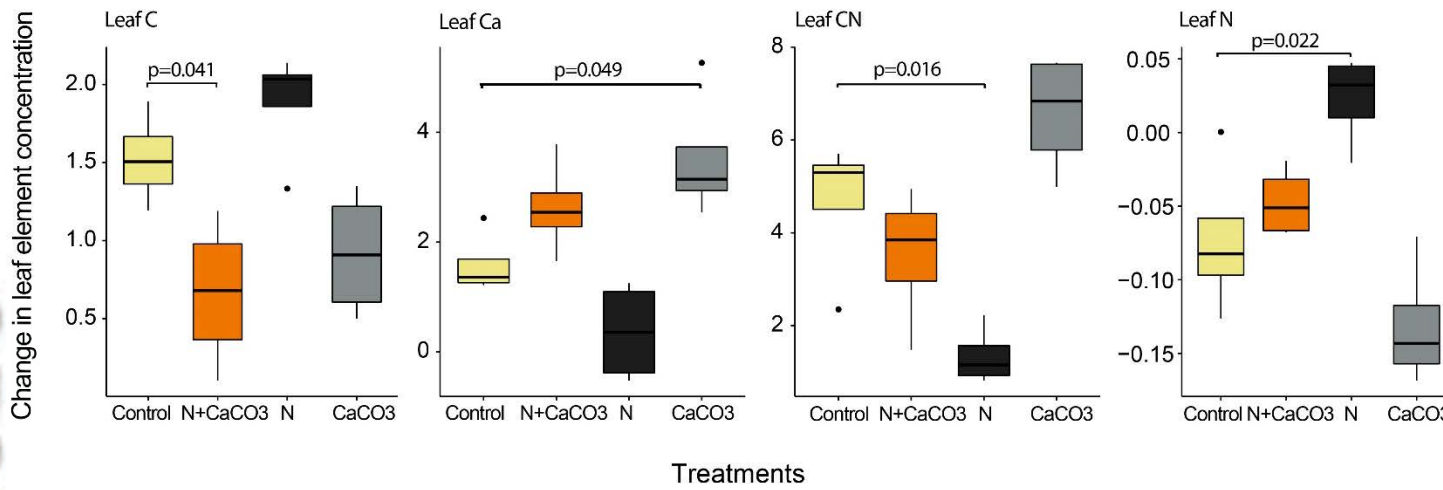 Leaf C
Leaf Ca
Leaf CN
Leaf N
Change in leaf element concentration
2.0
1.5
1.0
0.5
p=0.041
Control N+CaCO3 N CaCO3
4
2
0
p=0.049
Control N+CaCO3 N CaCO3
8
6
4
2
p=0.016
Control N+CaCO3 N CaCO3
0.05
0.00
−0.05
−0.10
−0.15
p=0.022
Control N+CaCO3 N CaCO3
Treatments